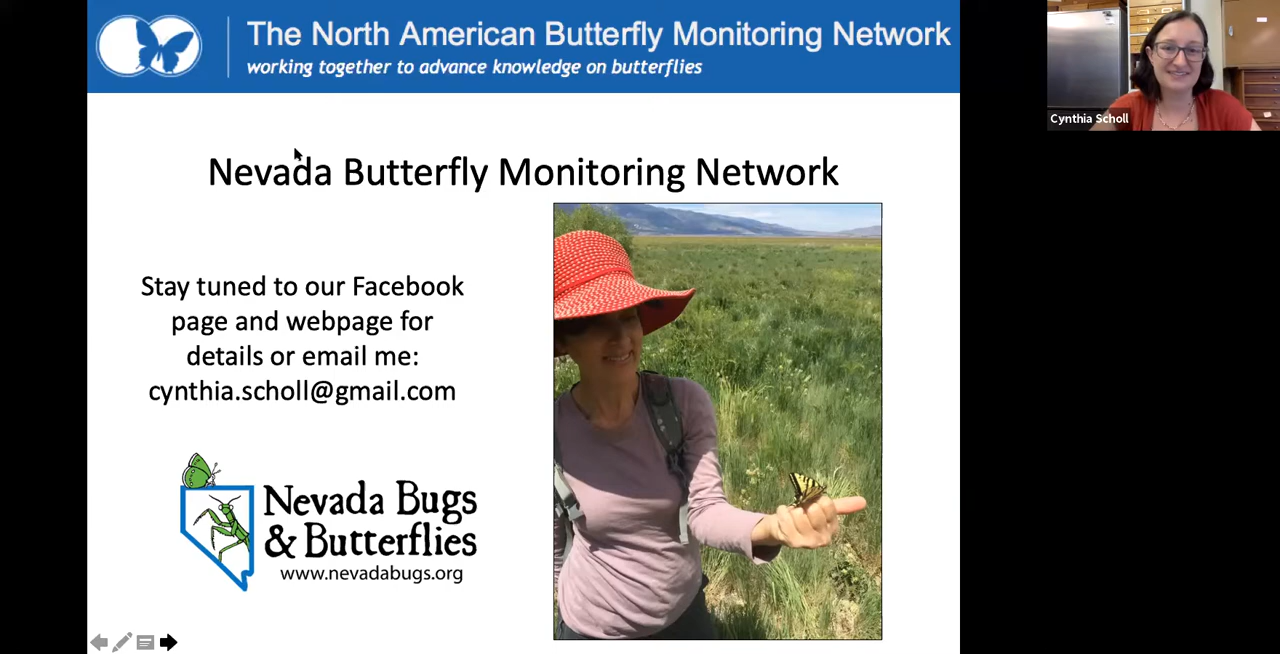 The North American Butterfly Monitoring Network
working together to advance knowledge on butterflies
Cynthia Scholl
Nevada Butterfly Monitoring Network
Stay tuned to our Facebook
page and webpage for
details or email me:
cynthia.scholl@gmail.com
Nevada Bugs
& Butterflies
www.nevadabugs.org